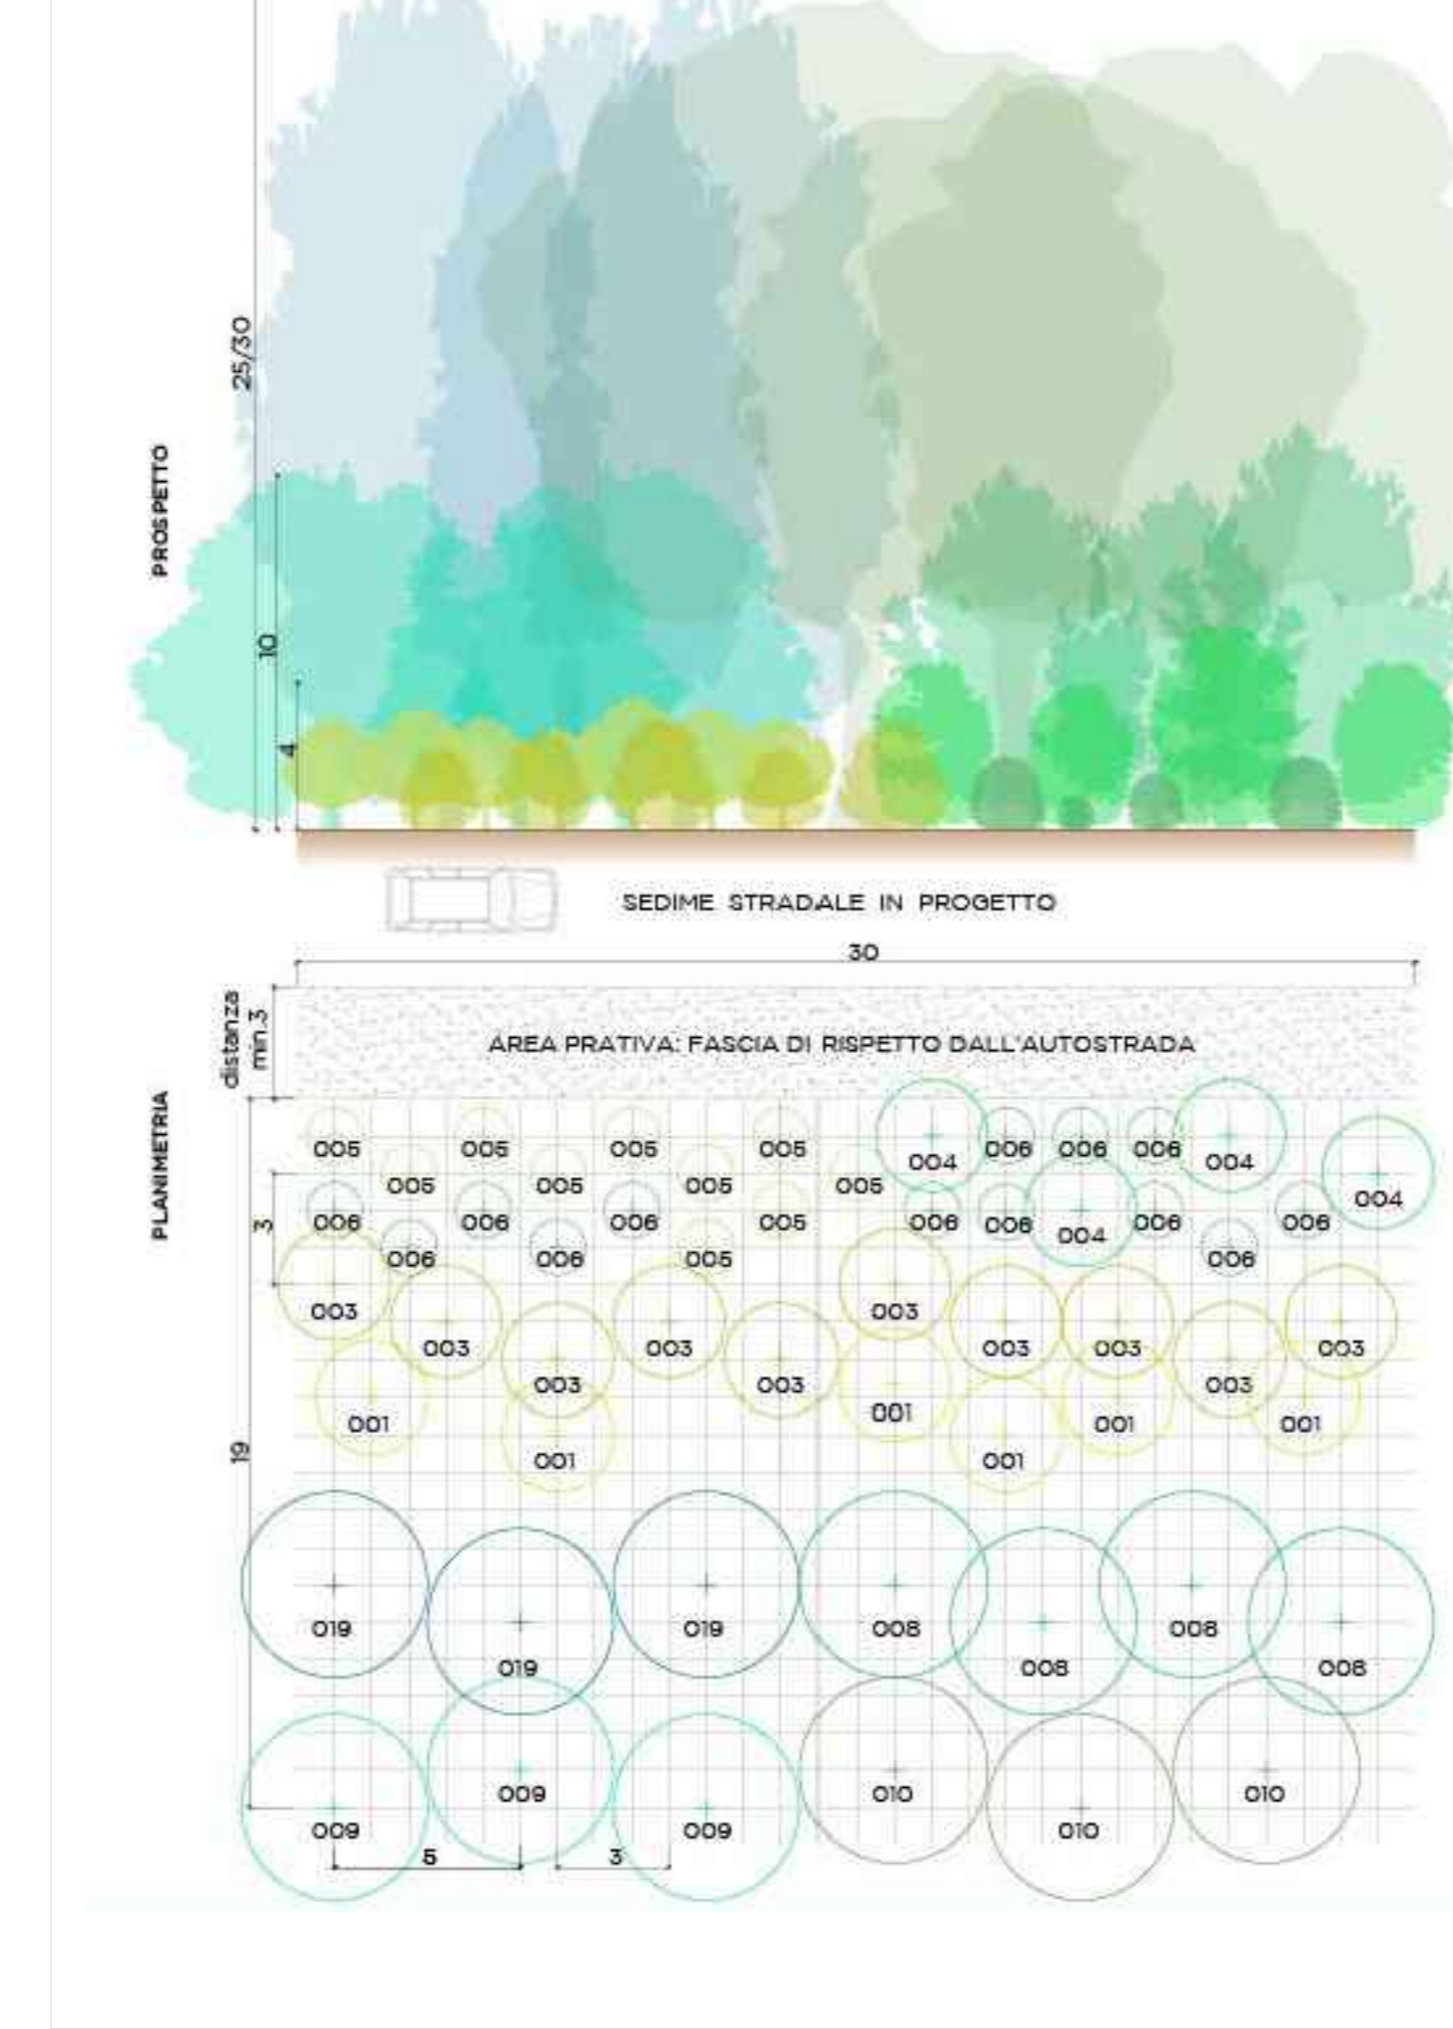 25/30
PROSPETTO
10
4
SEDIME STRADALE IN PROGETTO
30
distanza
min.3
AREA PRATIVA: FASCIA DI RISPETTO DALL'AUTOSTRADA
PLANIMETRIA
005 005 005 005 004 006 006 006 004
005 005 005 005 004
3
006 006 006 005 006 006 004 006 006
006 006 005 006
003 003
003 003 003 003 003
003 003 003
001 001 001 001
001 001
19
019 019 008 008
019 008 008
009 010 010
009 009 010
5 3